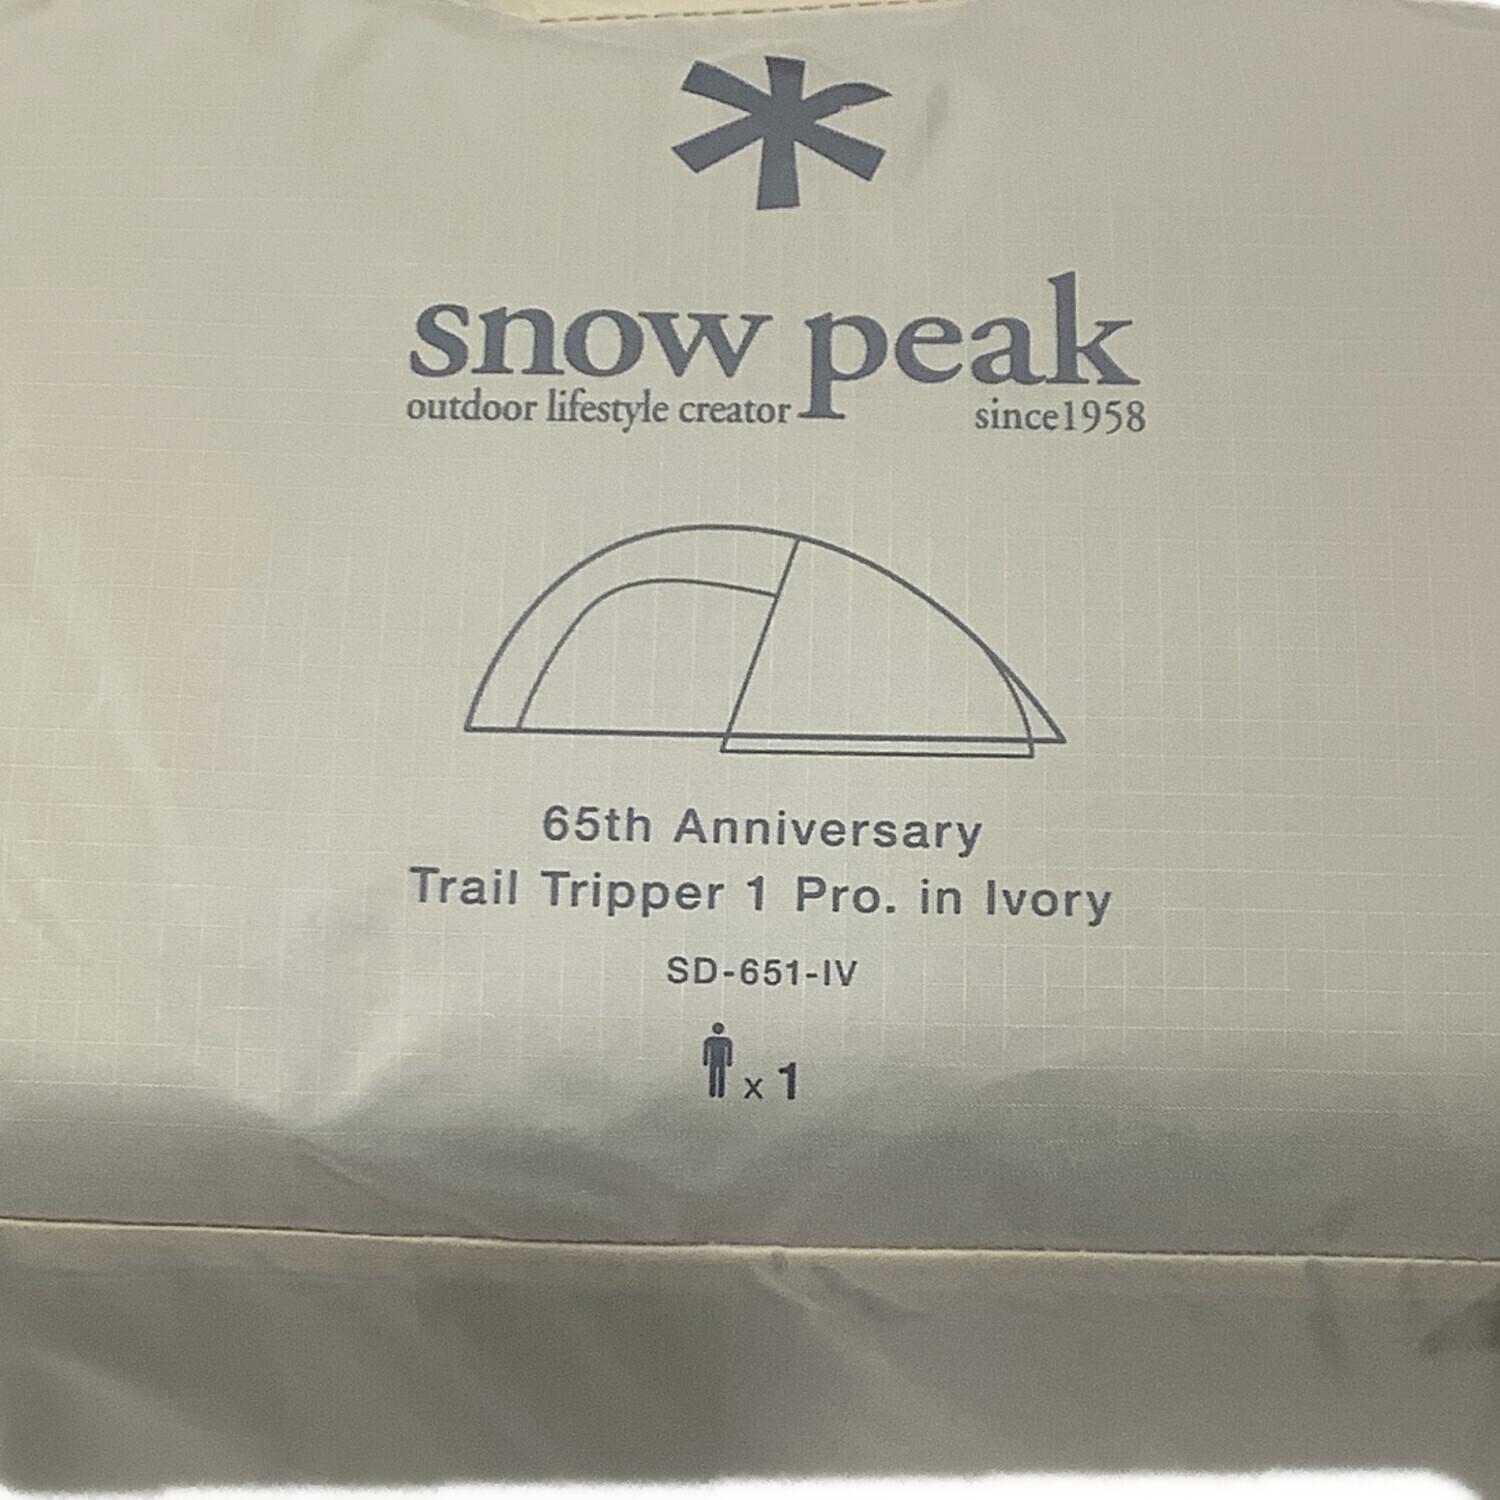 snow peak
outdoor lifestyle creator since1958
65th Anniversary
Trail Tripper 1 Pro. in Ivory
SD-651-IV
x 1